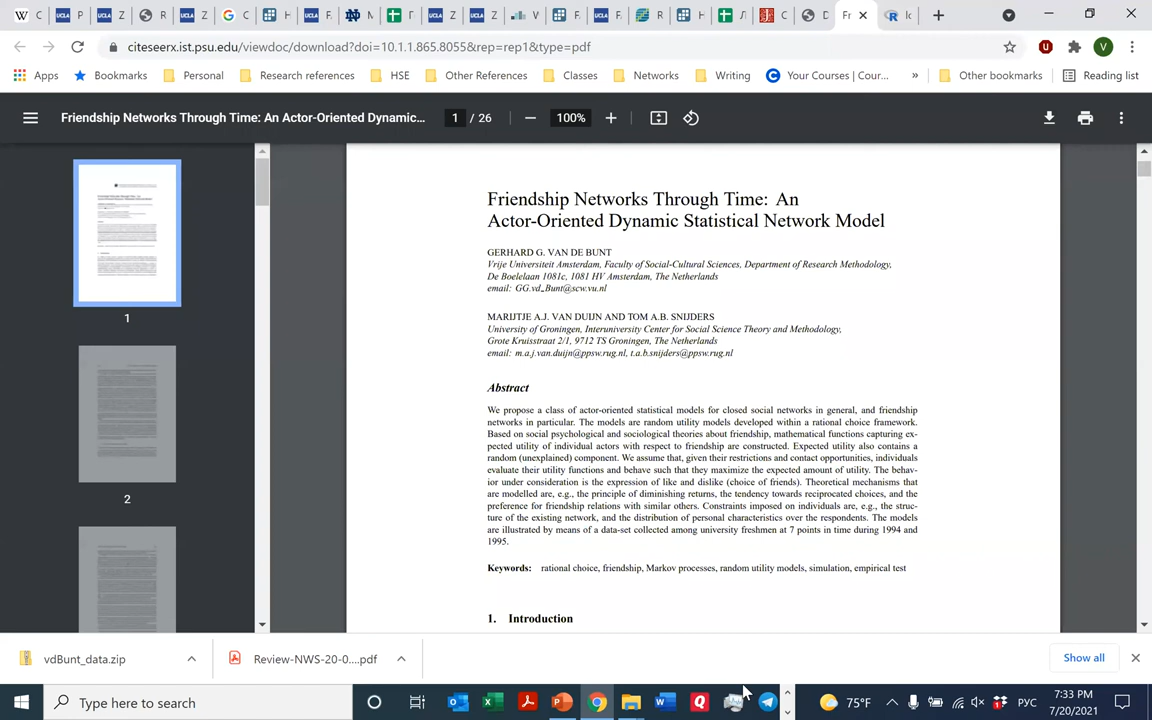 W
P
Z
R
Z
C
H
F
M
Z
Z
V
F
F
R
H
C
D
Fr
Ic
citeseerx.ist.psu.edu/viewdoc/download?doi=10.1.1.865.8055&rep=rep1&type=pdf
V
Apps Bookmarks Personal Research references HSE Other References Classes Networks Writing Your Courses | Cour... » Other bookmarks Reading list
Friendship Networks Through Time: An Actor-Oriented Dynamic... 1 / 26 100%
Friendship Networks Through Time: An
Actor-Oriented Dynamic Statistical Network Model
GERHARD G. VAN DE BUNT
Vrije Universiteit Amsterdam, Faculty of Social-Cultural Sciences, Department of Research Methodology,
De Boelelaan 1081c, 1081 HV Amsterdam, The Netherlands
email: GG.vd_Bunt@scw.vu.nl
MARIJTJE A.J. VAN DUIJN AND TOM A.B. SNIJDERS
University of Groningen, Interuniversity Center for Social Science Theory and Methodology,
Grote Kruisstraat 2/1, 9712 TS Groningen, The Netherlands
email: m.a.j.van.duijn@ppsw.rug.nl, t.a.b.snijders@ppsw.rug.nl
Abstract
We propose a class of actor-oriented statistical models for closed social networks in general, and friendship
networks in particular. The models are random utility models developed within a rational choice framework.
Based on social psychological and sociological theories about friendship, mathematical functions capturing ex-
pected utility of individual actors with respect to friendship are constructed. Expected utility also contains a
random (unexplained) component. We assume that, given their restrictions and contact opportunities, individuals
evaluate their utility functions and behave such that they maximize the expected amount of utility. The behav-
ior under consideration is the expression of like and dislike (choice of friends). Theoretical mechanisms that
are modelled are, e.g., the principle of diminishing returns, the tendency towards reciprocated choices, and the
preference for friendship relations with similar others. Constraints imposed on individuals are, e.g., the struc-
ture of the existing network, and the distribution of personal characteristics over the respondents. The models
are illustrated by means of a data-set collected among university freshmen at 7 points in time during 1994 and
1995.
Keywords: rational choice, friendship, Markov processes, random utility models, simulation, empirical test
1. Introduction
1
2
vdBunt_data.zip
Review-NWS-20-0....pdf
Show all
Type here to search
75°F
РУС
7:33 PM
7/20/2021